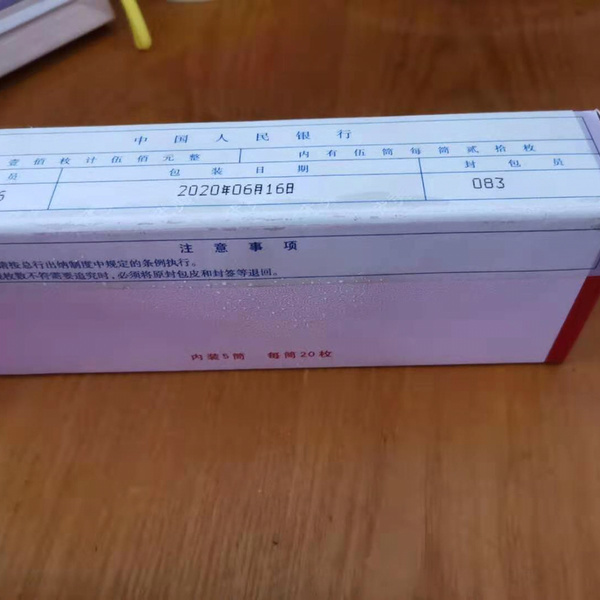 中国人民银行
壹佰枚计伍佰元整 内有伍筒每筒贰拾枚
员 包装日期 封包员
6 2020年06月16日 083
注意事项
按总行出纳制度中规定的条例执行。
枚数不符需要追究时，必须将原封包皮和封签等退回。
内装5筒 每筒20枚